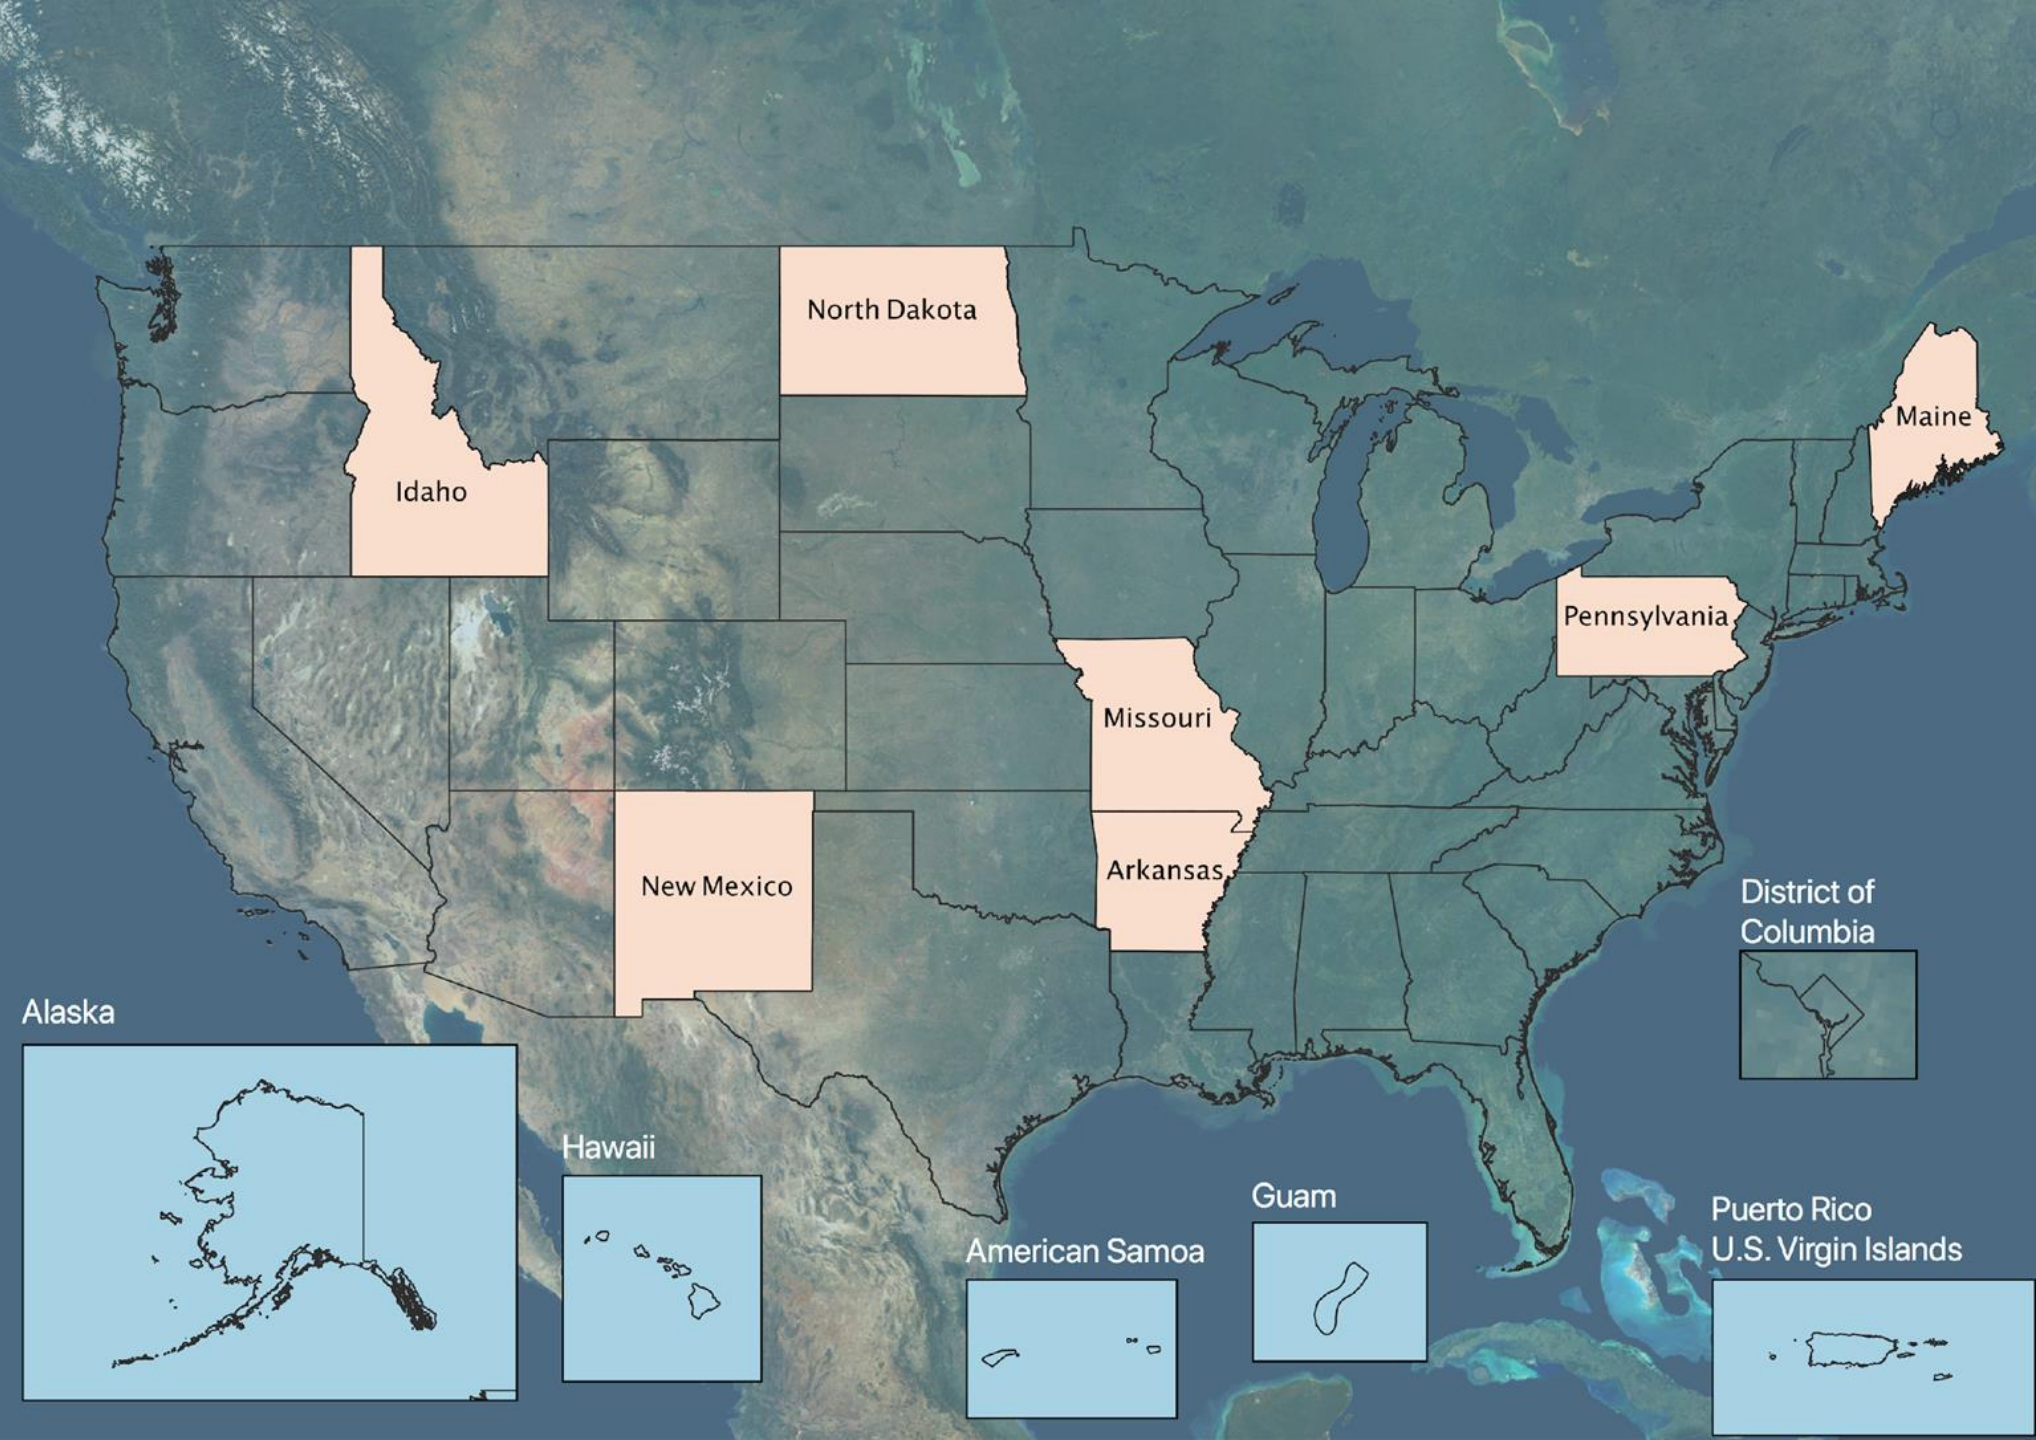 North Dakota
Maine
Idaho
Pennsylvania
Missouri
Arkansas
New Mexico
District of
Columbia
Alaska
Hawaii
Guam
American Samoa
Puerto Rico
U.S. Virgin Islands